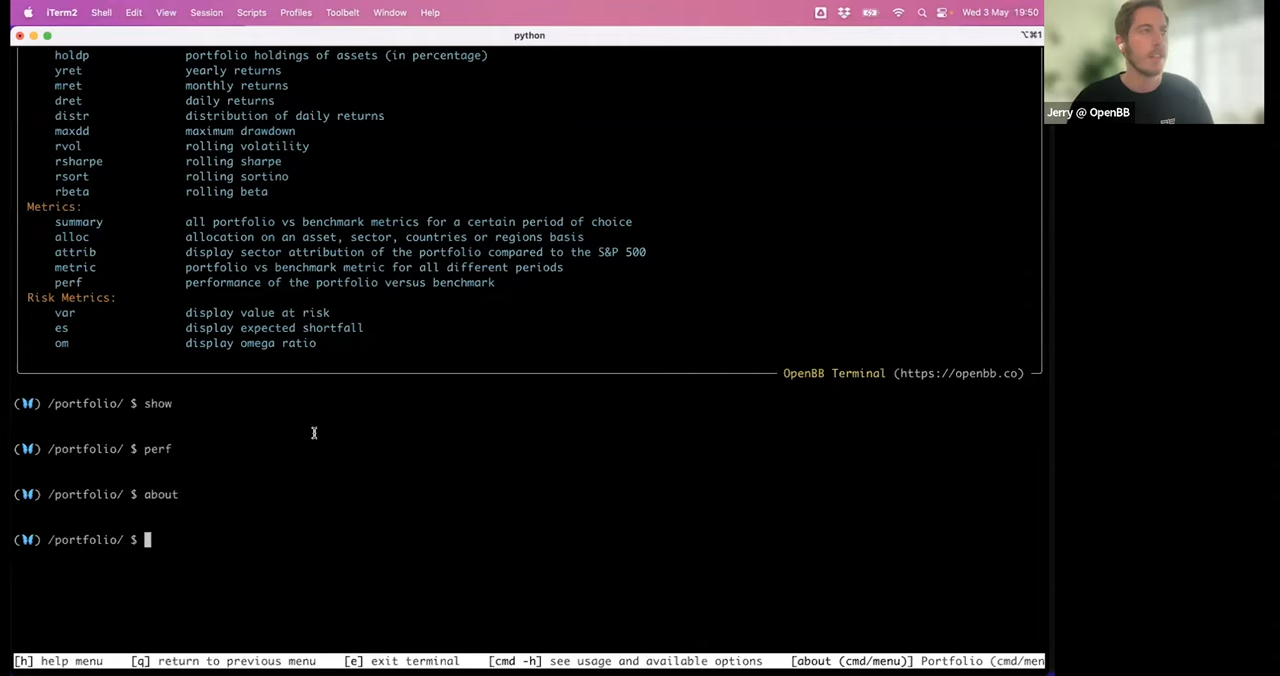 iTerm2 Shell Edit View Session Scripts Profiles Toolbelt Window Help Wed 3 May 19:50
python ⌥⌘1
holdp portfolio holdings of assets (in percentage)
yret yearly returns
mret monthly returns
dret daily returns
distr distribution of daily returns
maxdd maximum drawdown
rvol rolling volatility
rsharpe rolling sharpe
rsort rolling sortino
rbeta rolling beta
Metrics:
summary all portfolio vs benchmark metrics for a certain period of choice
alloc allocation on an asset, sector, countries or regions basis
attrib display sector attribution of the portfolio compared to the S&P 500
metric portfolio vs benchmark metric for all different periods
perf performance of the portfolio versus benchmark
Risk Metrics:
var display value at risk
es display expected shortfall
om display omega ratio
OpenBB Terminal (https://openbb.co)
(🦋) /portfolio/ $ show
(🦋) /portfolio/ $ perf
(🦋) /portfolio/ $ about
(🦋) /portfolio/ $
[h] help menu [q] return to previous menu [e] exit terminal [cmd -h] see usage and available options [about (cmd/menu)] Portfolio (cmd/men
Jerry @ OpenBB